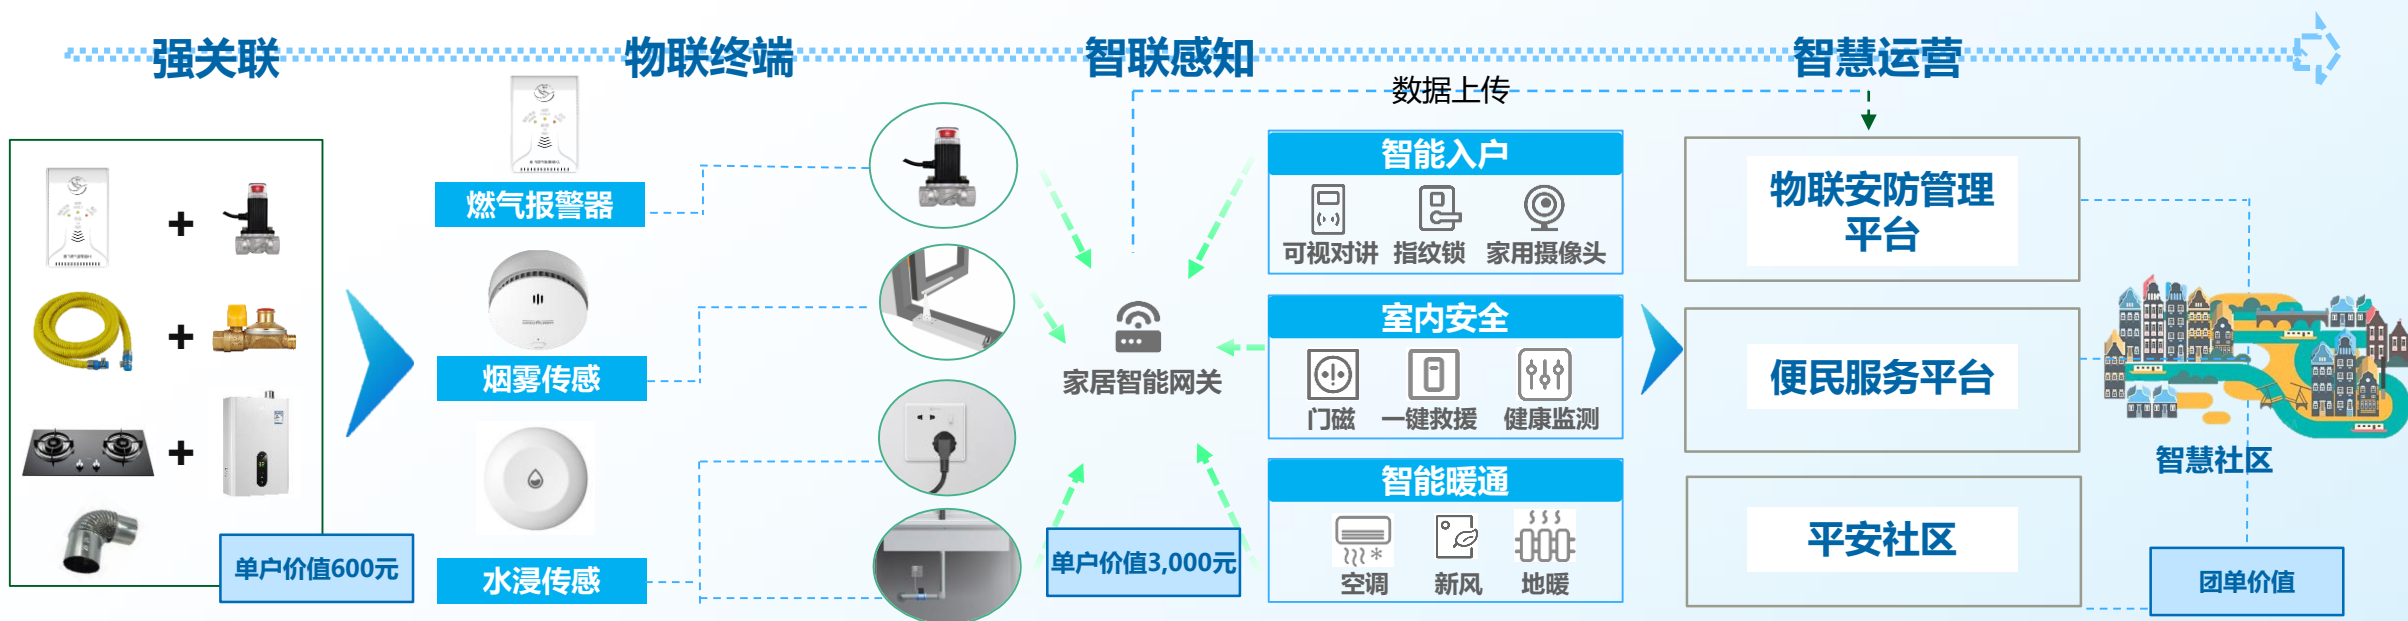 强关联
物联终端
智联感知
智慧运营
数据上传
燃气报警器
烟雾传感
水浸传感
单户价值600元
家居智能网关
单户价值3,000元
智能入户
可视对讲 指纹锁 家用摄像头
室内安全
门磁 一键救援 健康监测
智能暖通
空调 新风 地暖
物联安防管理
平台
便民服务平台
平安社区
智慧社区
团单价值